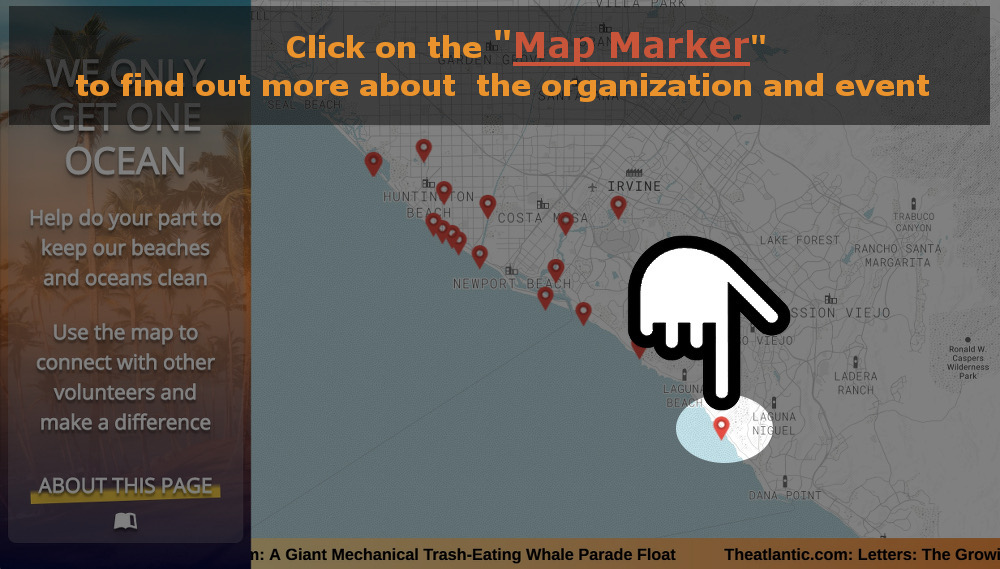 Click on the "Map Marker"
to find out more about the organization and event
WE ONLY
GET ONE
OCEAN
Help do your part to
keep our beaches
and oceans clean
Use the map to
connect with other
volunteers and
make a difference
ABOUT THIS PAGE
VILLA PARK
GARDEN GROVE
SANTA ANA
SEAL BEACH
HUNTINGTON
BEACH
COSTA MESA
IRVINE
NEWPORT BEACH
LAKE FOREST
TRABUCO
CANYON
RANCHO SANTA
MARGARITA
SSION VIEJO
O VIEJO
Ronald W.
Caspers
Wilderness
Park
LADERA
RANCH
LAGUNA
BEACH
LAGUNA
NIGUEL
DANA POINT
m: A Giant Mechanical Trash-Eating Whale Parade Float
Theatlantic.com: Letters: The Growi